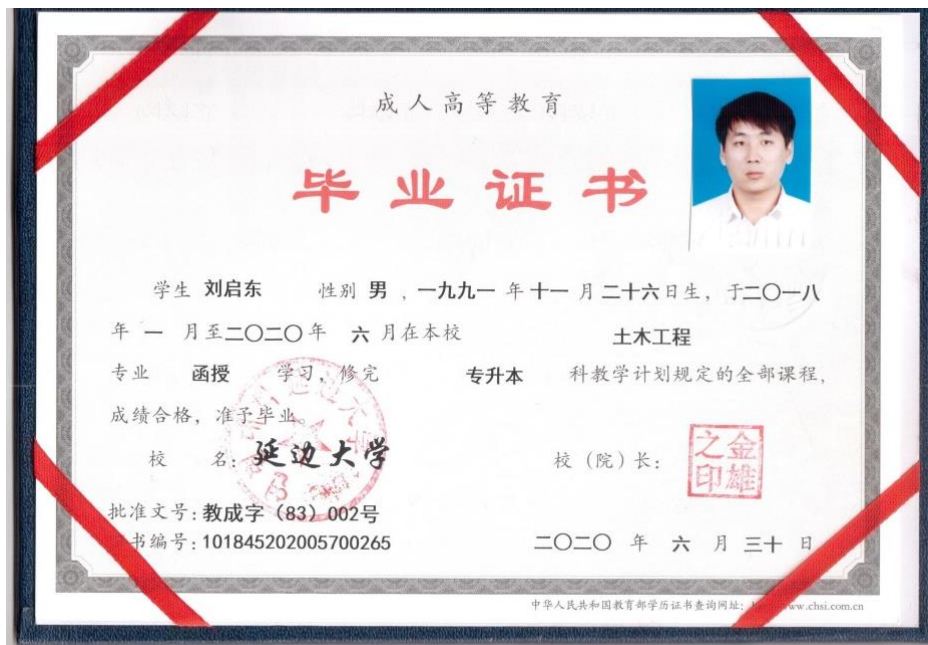 成人高等教育
毕业证书
学生 刘启东 性别 男 ，一九九一 年 十一 月 二十六日生，于二〇一八
年 一 月至二〇二〇年 六 月在本校 土木工程
专业 函授 学习，修完 专升本 科教学计划规定的全部课程，
成绩合格，准予毕业。
校 名：延边大学 校（院）长：
金雄之印
批准文号：教成字（83）002号
书编号：101845202005700265 二〇二〇 年 六 月 三十 日
中华人民共和国教育部学历证书查询网址： www.chsi.com.cn